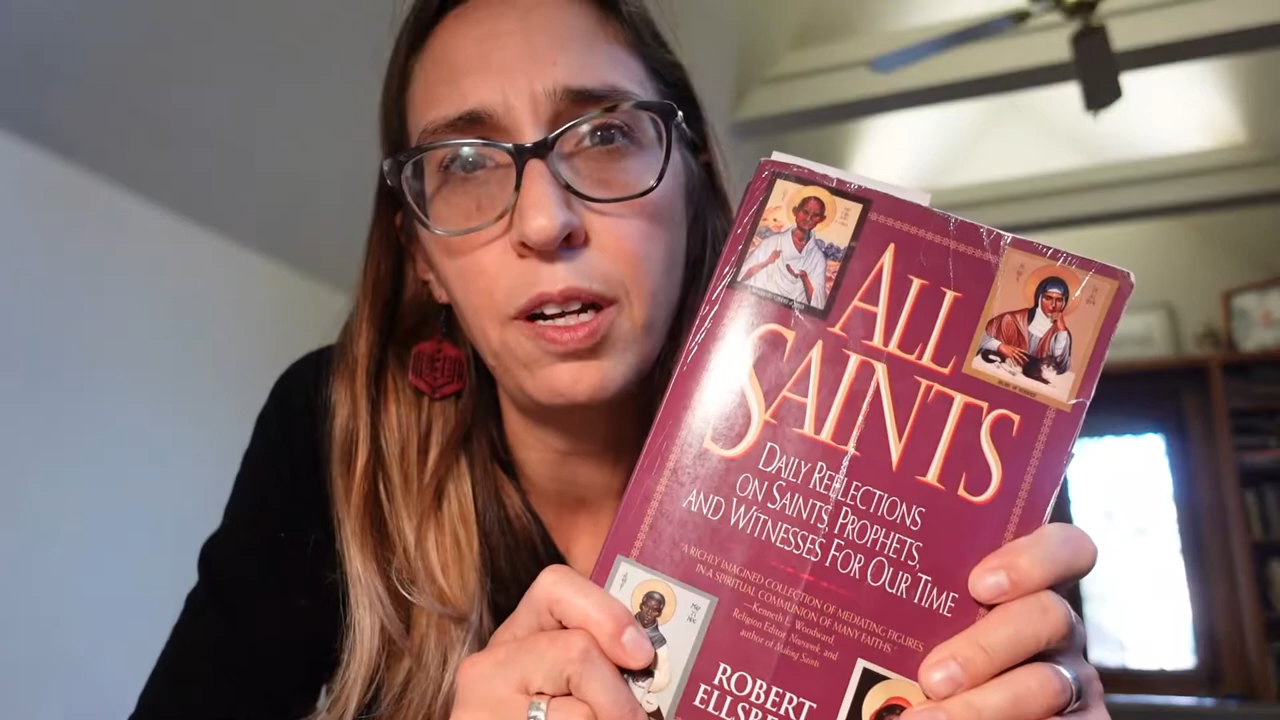 ALL
SAINTS
DAILY REFLECTIONS
ON SAINTS, PROPHETS,
AND WITNESSES FOR OUR TIME
"A RICHLY IMAGINED COLLECTION OF MEDIATING FIGURES
IN A SPIRITUAL COMMUNION OF MANY FAITHS."
—Kenneth L. Woodward
Religion Editor, Newsweek and
author of Making Saints
ROBERT